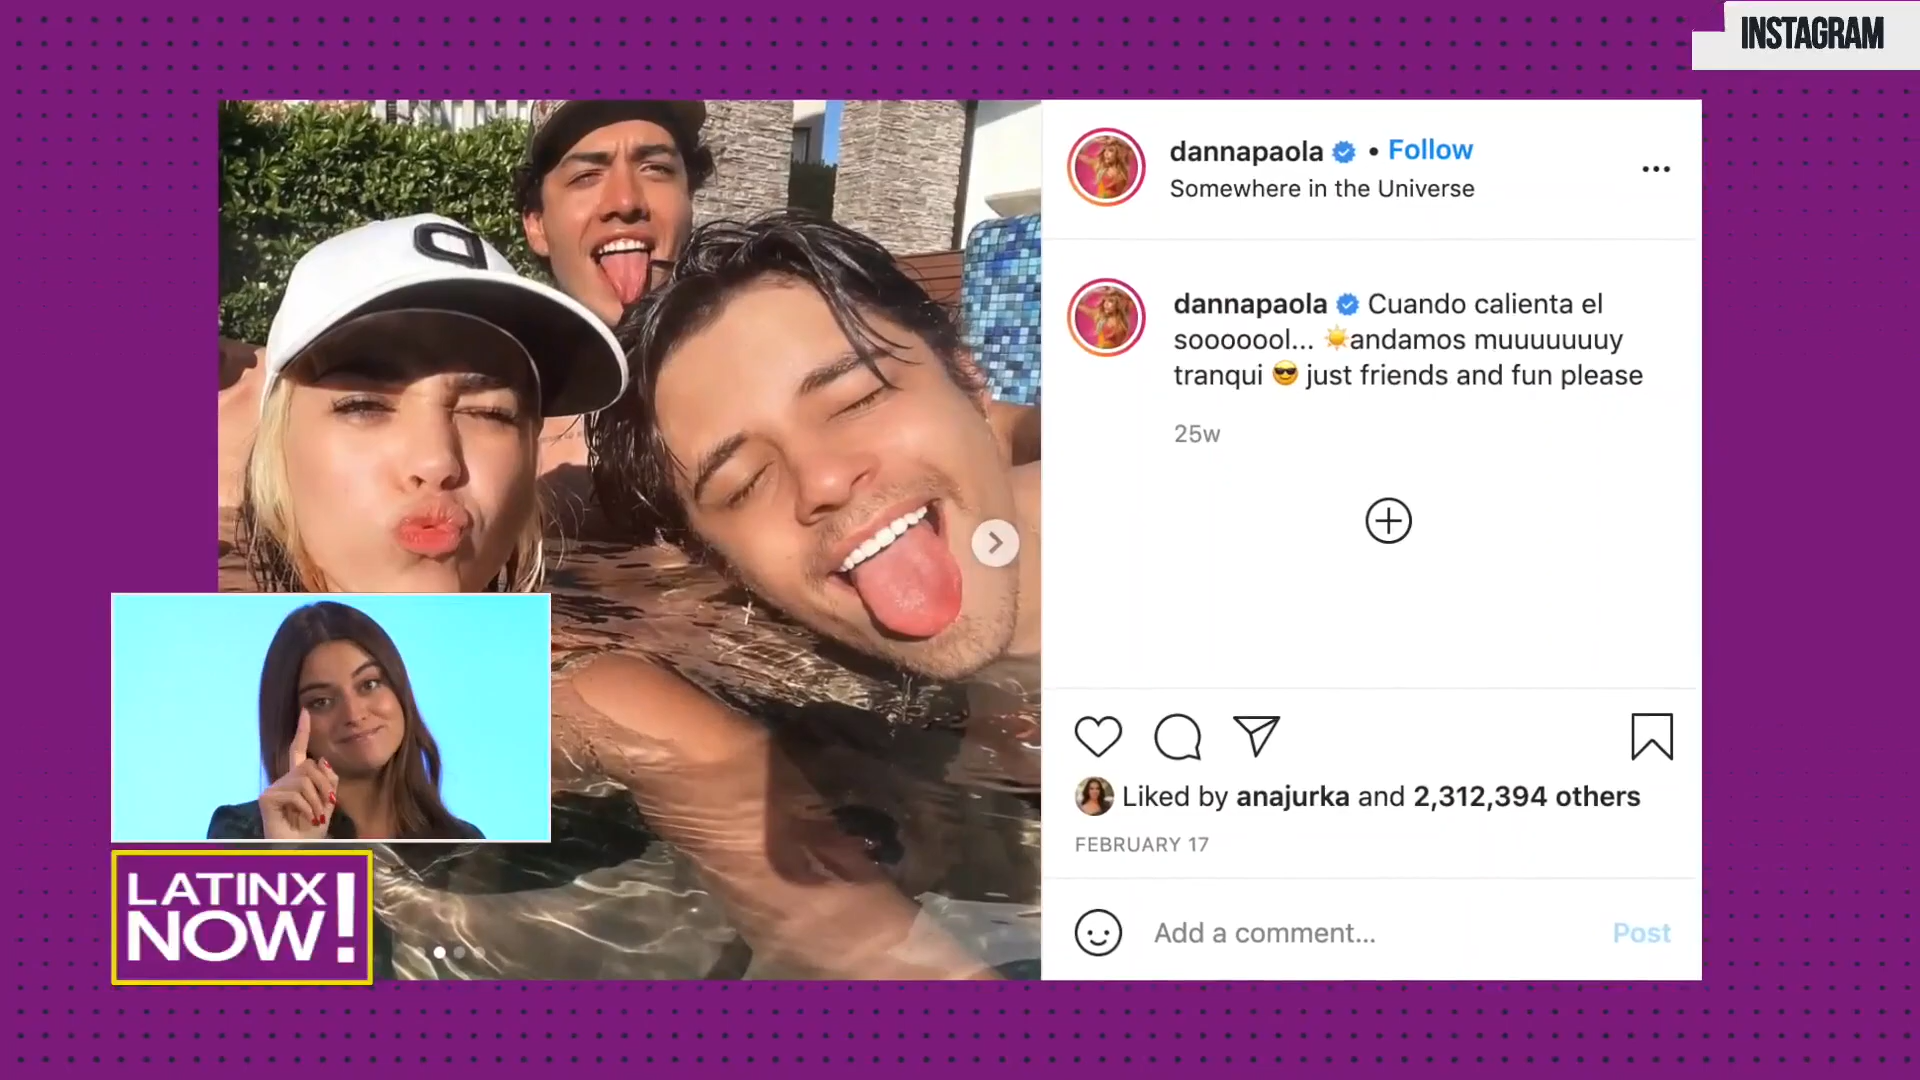 INSTAGRAM
dannapaola • Follow
Somewhere in the Universe
dannapaola Cuando calienta el
sooooool... ☀️andamos muuuuuuuy
tranqui 😎 just friends and fun please
25w
Liked by anajurka and 2,312,394 others
FEBRUARY 17
Add a comment... Post
LATINX
NOW!